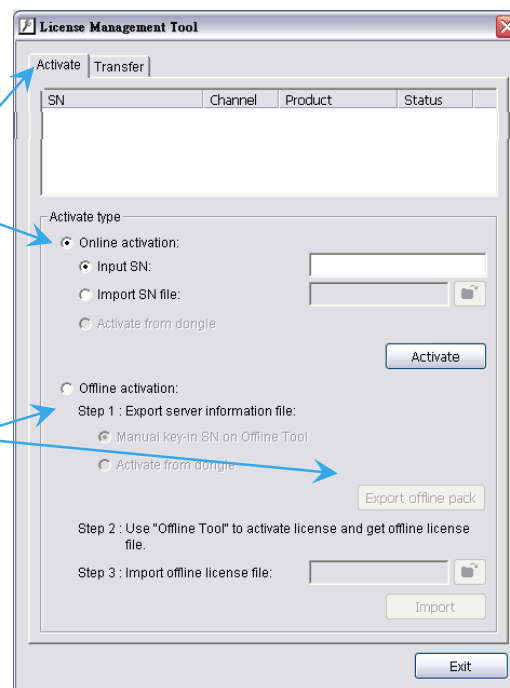 License Management Tool
Activate Transfer
SN Channel Product Status
Activate type
Online activation:
Input SN:
Import SN file:
Activate from dongle
Activate
Offline activation:
Step 1 : Export server information file:
Manual key-in SN on Offline Tool
Activate from dongle
Export offline pack
Step 2 : Use "Offline Tool" to activate license and get offline license
file.
Step 3 : Import offline license file:
Import
Exit